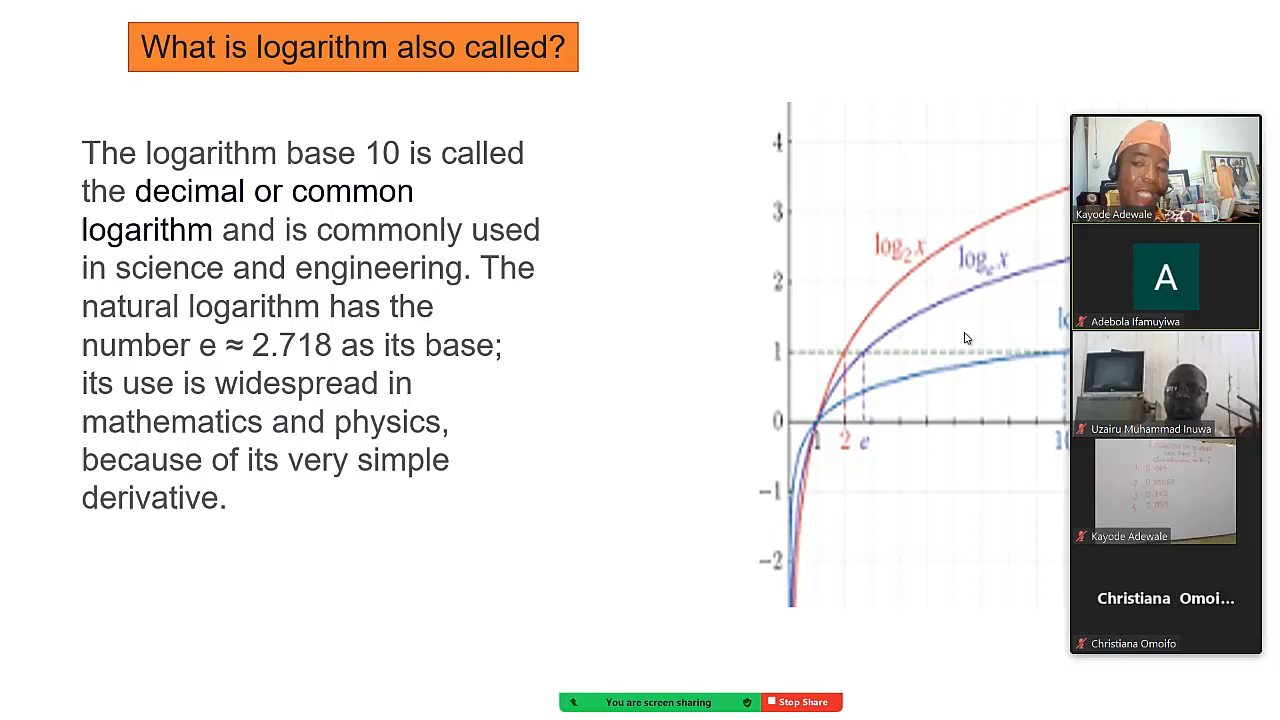 What is logarithm also called?
The logarithm base 10 is called
the decimal or common
logarithm and is commonly used
in science and engineering. The
natural logarithm has the
number e ≈ 2.718 as its base;
its use is widespread in
mathematics and physics,
because of its very simple
derivative.
4
3
2
1
0
−1
−2
log₂ x
logₑ x
1 2 e
Kayode Adewale
A
Adebola Ifamuyiwa
Uzairu Muhammad Inuwa
Kayode Adewale
Christiana Omoi...
Christiana Omoifo
You are screen sharing
Stop Share